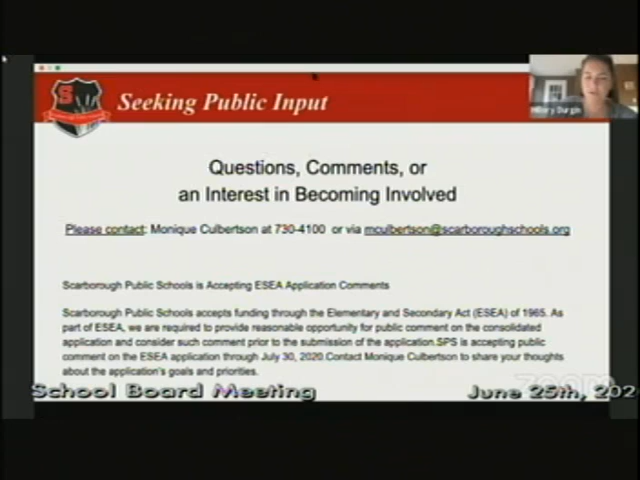 Seeking Public Input
Hillary Durgin
Questions, Comments, or
an Interest in Becoming Involved
Please contact: Monique Culbertson at 730-4100 or via mculbertson@scarboroughschools.org
Scarborough Public Schools is Accepting ESEA Application Comments
Scarborough Public Schools accepts funding through the Elementary and Secondary Act (ESEA) of 1965. As
part of ESEA, we are required to provide reasonable opportunity for public comment on the consolidated
application and consider such comment prior to the submission of the application.SPS is accepting public
comment on the ESEA application through July 30, 2020.Contact Monique Culbertson to share your thoughts
about the application's goals and priorities.
zoom
School Board Meeting June 25th, 202